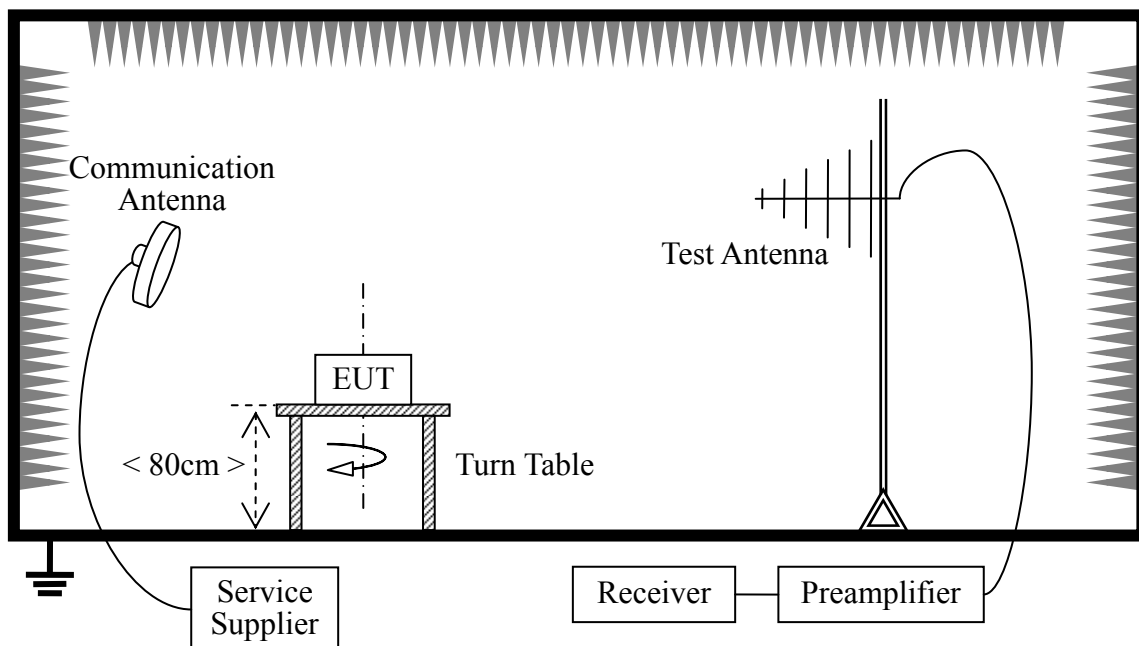 Communication
Antenna
Test Antenna
EUT
< 80cm >
Turn Table
Service
Supplier
Receiver
Preamplifier